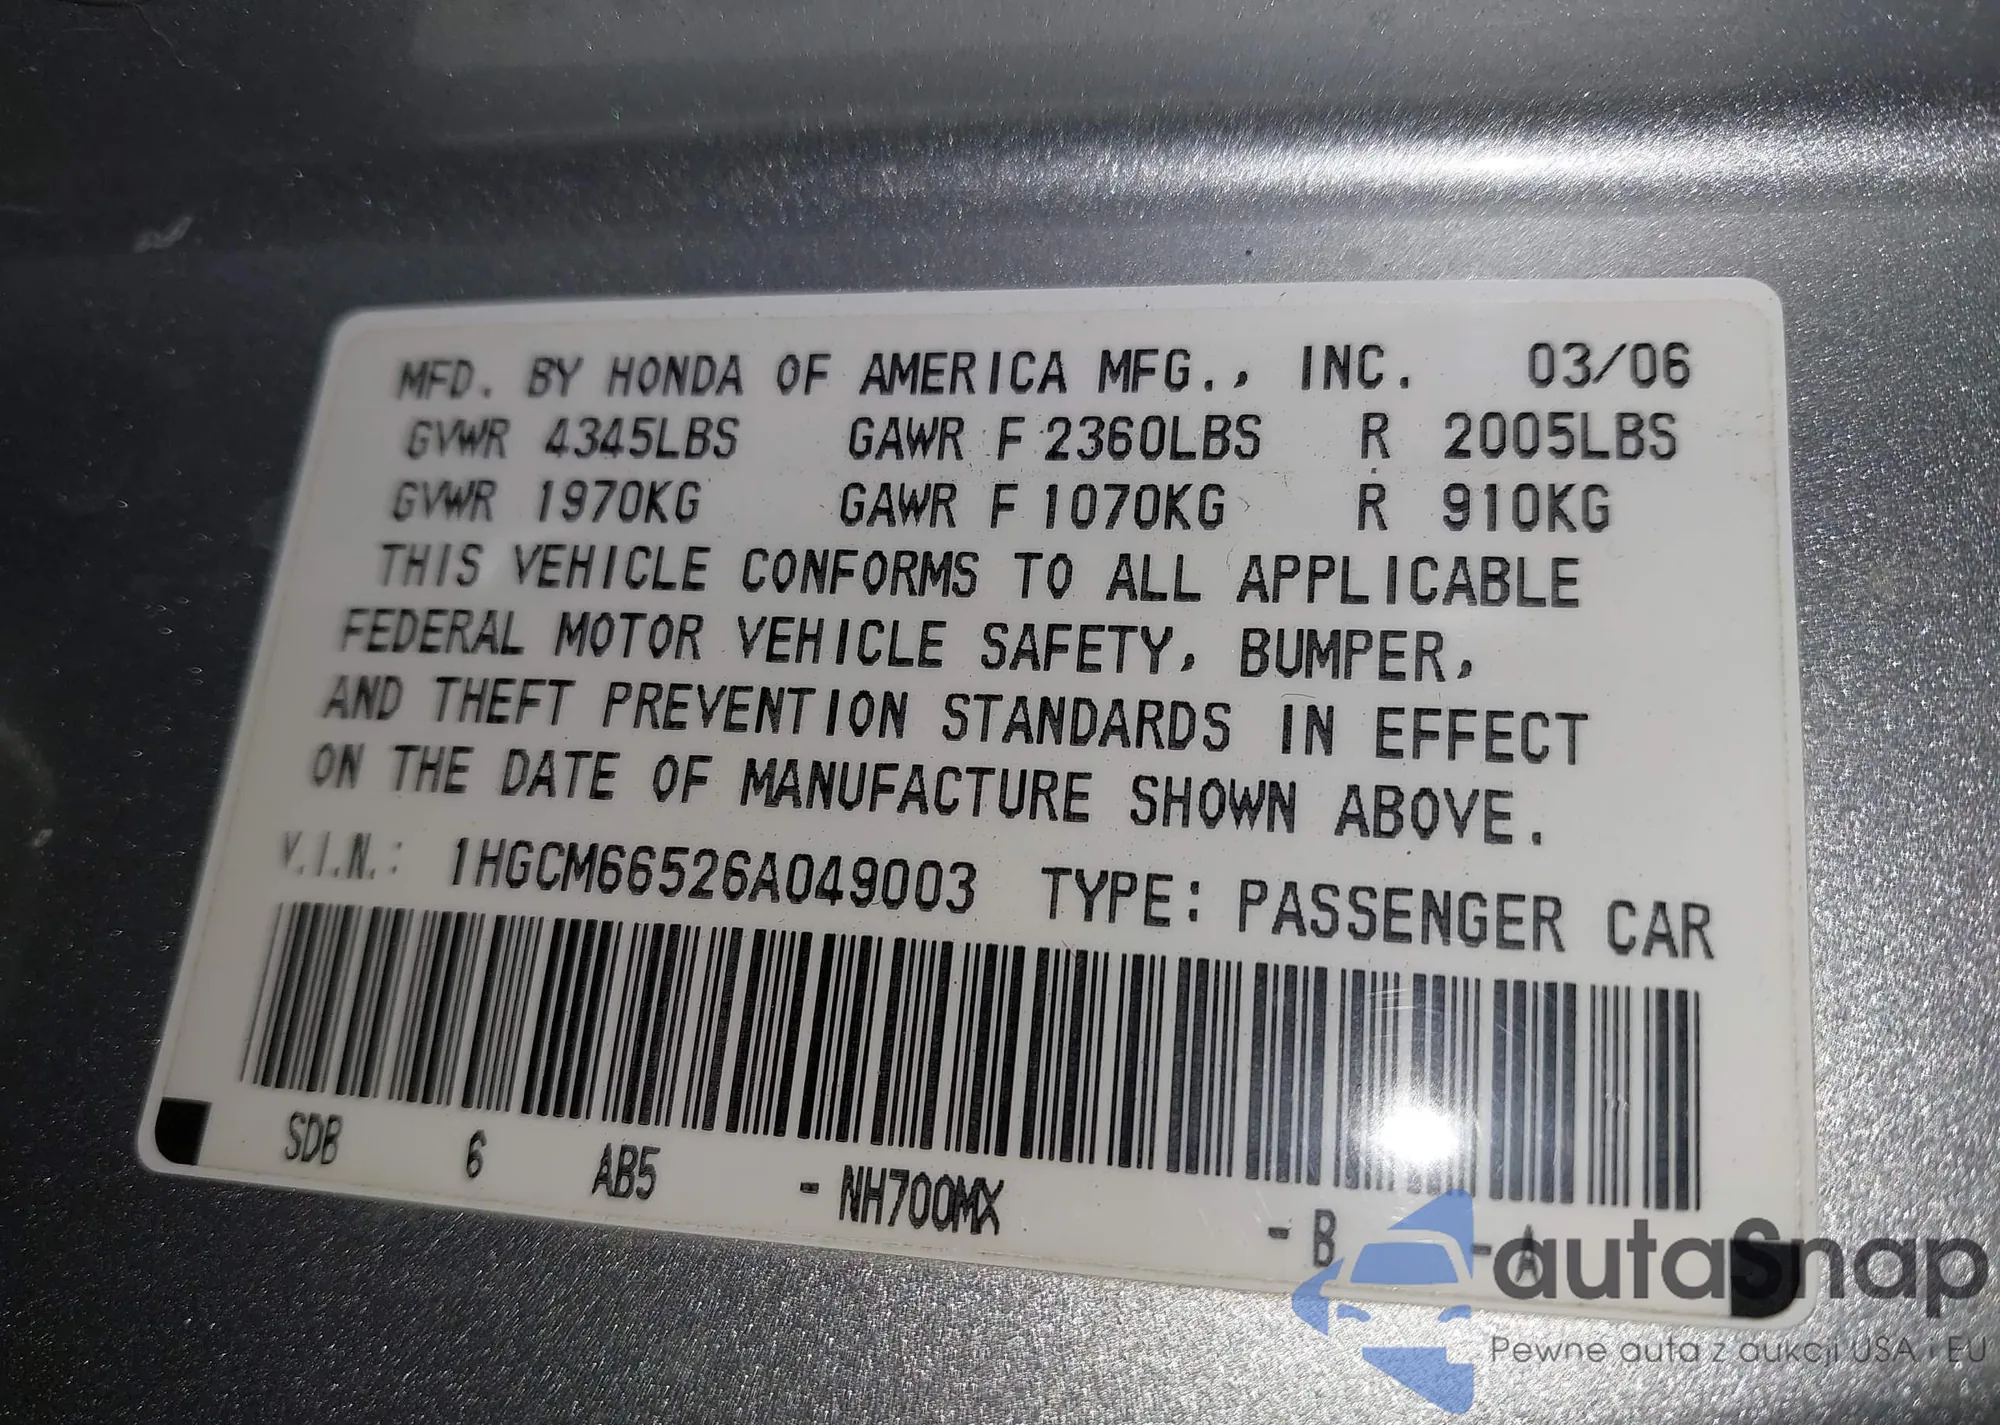 MFD. BY HONDA OF AMERICA MFG., INC. 03/06
GVWR 4345LBS GAWR F 2360LBS R 2005LBS
GVWR 1970KG GAWR F 1070KG R 910KG
THIS VEHICLE CONFORMS TO ALL APPLICABLE
FEDERAL MOTOR VEHICLE SAFETY, BUMPER,
AND THEFT PREVENTION STANDARDS IN EFFECT
ON THE DATE OF MANUFACTURE SHOWN ABOVE.
V.I.N.: 1HGCM66526A049003 TYPE: PASSENGER CAR
SDB 6 AB5 - NH700MX - B - A
autaSnap
Pewne auta z aukcji USA i EU